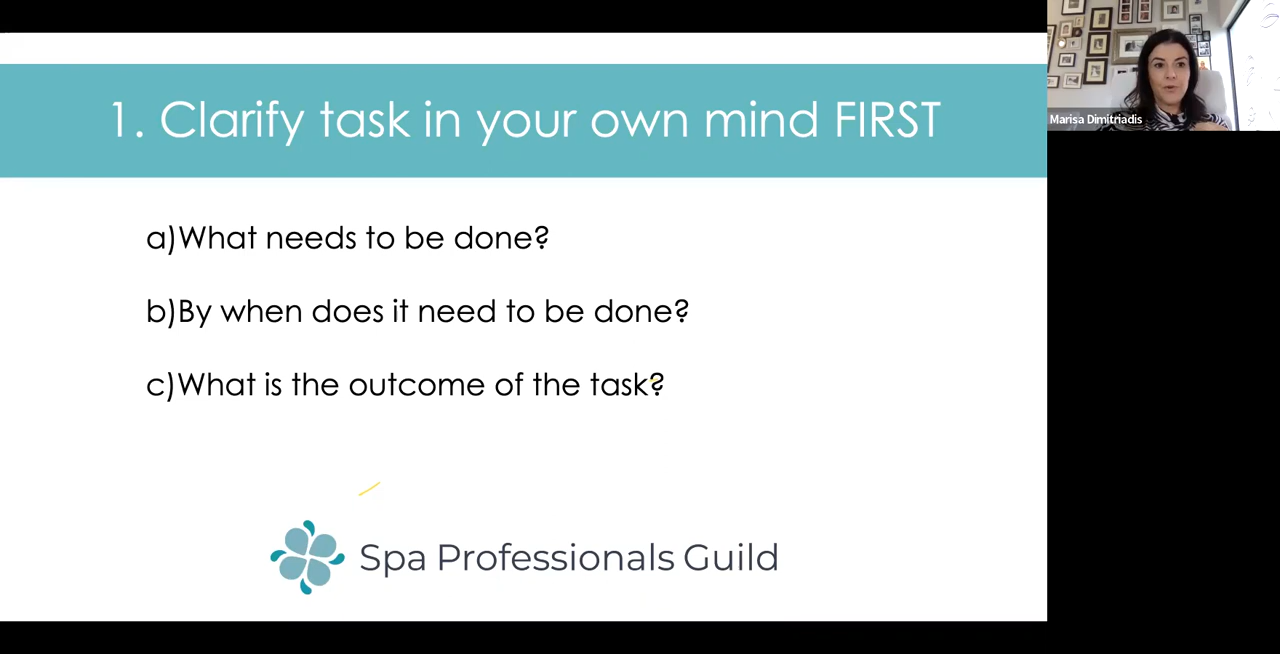 1. Clarify task in your own mind FIRST
a)What needs to be done?
b)By when does it need to be done?
c)What is the outcome of the task?
Spa Professionals Guild
Marisa Dimitriadis